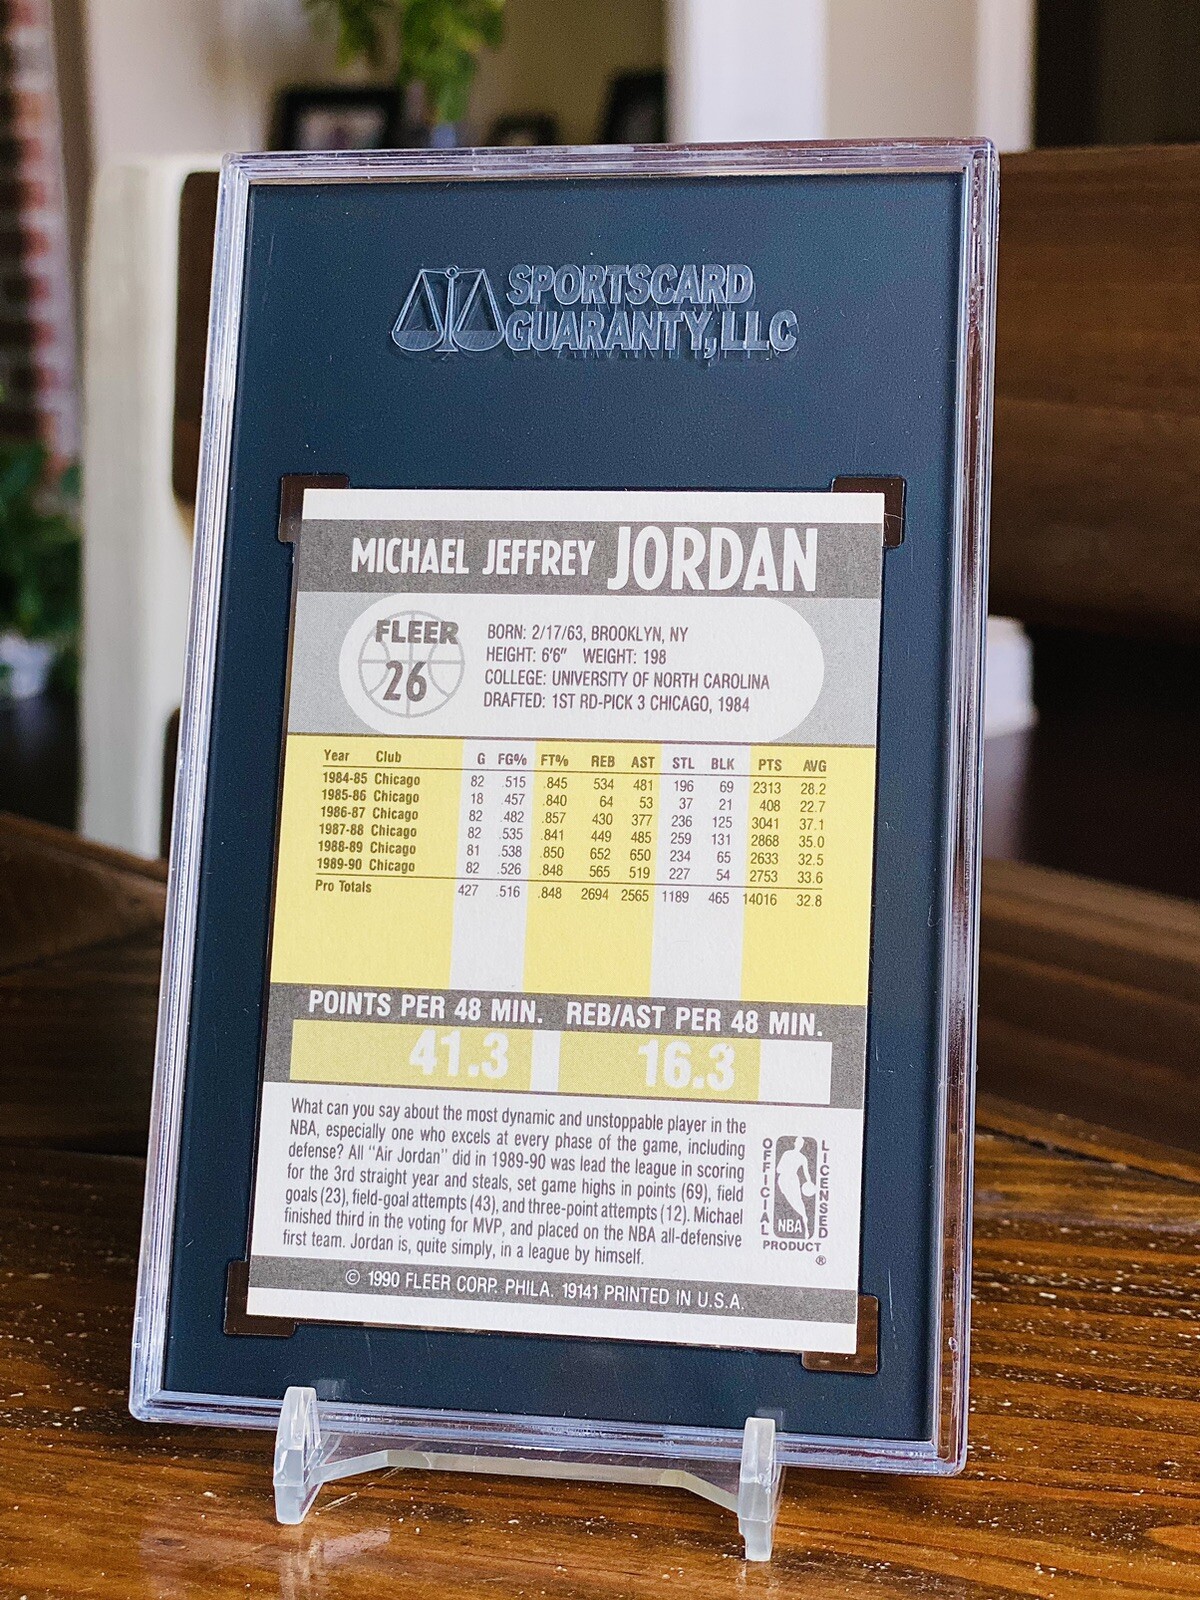 SPORTSCARD
GUARANTY, LLC
MICHAEL JEFFREY JORDAN
FLEER
26
BORN: 2/17/63, BROOKLYN, NY
HEIGHT: 6'6" WEIGHT: 198
COLLEGE: UNIVERSITY OF NORTH CAROLINA
DRAFTED: 1ST RD-PICK 3 CHICAGO, 1984
Year Club G FG% FT% REB AST STL BLK PTS AVG
1984-85 Chicago 82 .515 .845 534 481 196 69 2313 28.2
1985-86 Chicago 18 .457 .840 64 53 37 21 408 22.7
1986-87 Chicago 82 .482 .857 430 377 236 125 3041 37.1
1987-88 Chicago 82 .535 .841 449 485 259 131 2868 35.0
1988-89 Chicago 81 .538 .850 652 650 234 65 2633 32.5
1989-90 Chicago 82 .526 .848 565 519 227 54 2753 33.6
Pro Totals 427 .516 .848 2694 2565 1189 465 14016 32.8
POINTS PER 48 MIN. REB/AST PER 48 MIN.
41.3 16.3
What can you say about the most dynamic and unstoppable player in the
NBA, especially one who excels at every phase of the game, including
defense? All "Air Jordan" did in 1989-90 was lead the league in scoring
for the 3rd straight year and steals, set game highs in points (69), field
goals (23), field-goal attempts (43), and three-point attempts (12). Michael
finished third in the voting for MVP, and placed on the NBA all-defensive
first team. Jordan is, quite simply, in a league by himself.
OFFICIAL
LICENSED
NBA
PRODUCT
®
© 1990 FLEER CORP. PHILA. 19141 PRINTED IN U.S.A.